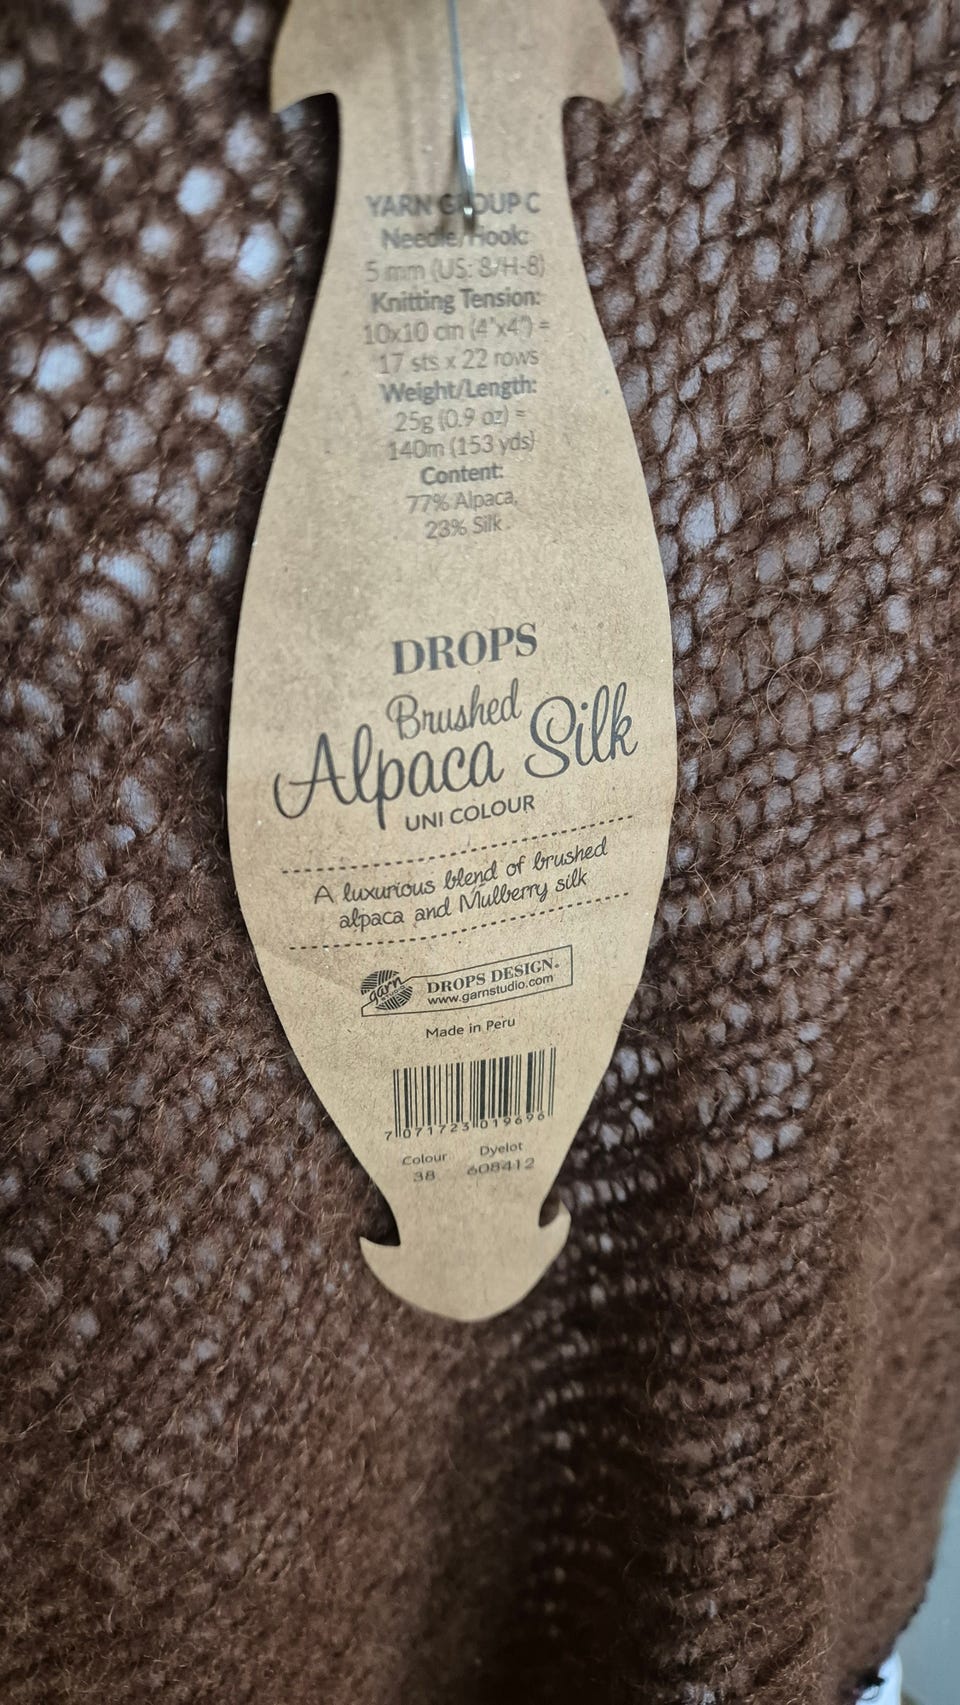 YARN GROUP C
Needle/Hook:
5 mm (US: 8/H-8)
Knitting Tension:
10x10 cm (4"x4") =
17 sts x 22 rows
Weight/Length:
25g (0.9 oz) =
140m (153 yds)
Content:
77% Alpaca,
23% Silk
DROPS
Brushed
Alpaca Silk
UNI COLOUR
A luxurious blend of brushed
alpaca and Mulberry silk
garn
DROPS DESIGN®
www.garnstudio.com
Made in Peru
7 071723 019696
Colour Dyelot
38 608412